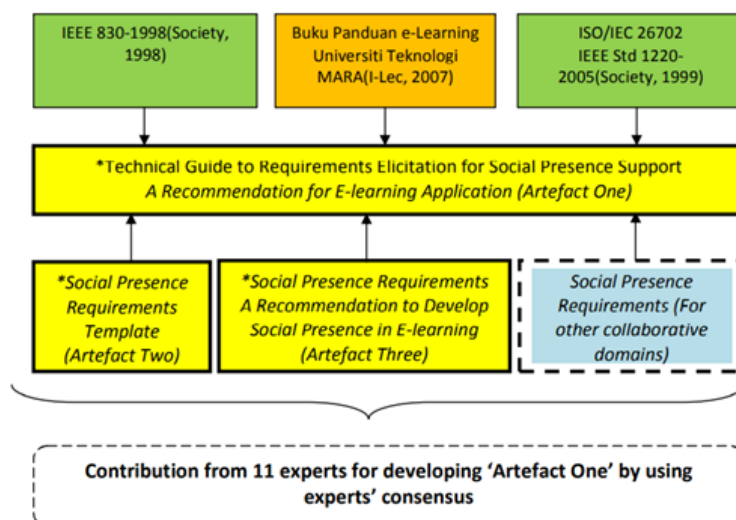 IEEE 830-1998(Society,
1998)
Buku Panduan e-Learning
Universiti Teknologi
MARA(I-Lec, 2007)
ISO/IEC 26702
IEEE Std 1220-
2005(Society, 1999)
*Technical Guide to Requirements Elicitation for Social Presence Support
A Recommendation for E-learning Application (Artefact One)
*Social Presence
Requirements
Template
(Artefact Two)
*Social Presence Requirements
A Recommendation to Develop
Social Presence in E-learning
(Artefact Three)
Social Presence
Requirements (For
other collaborative
domains)
Contribution from 11 experts for developing ‘Artefact One’ by using
experts’ consensus